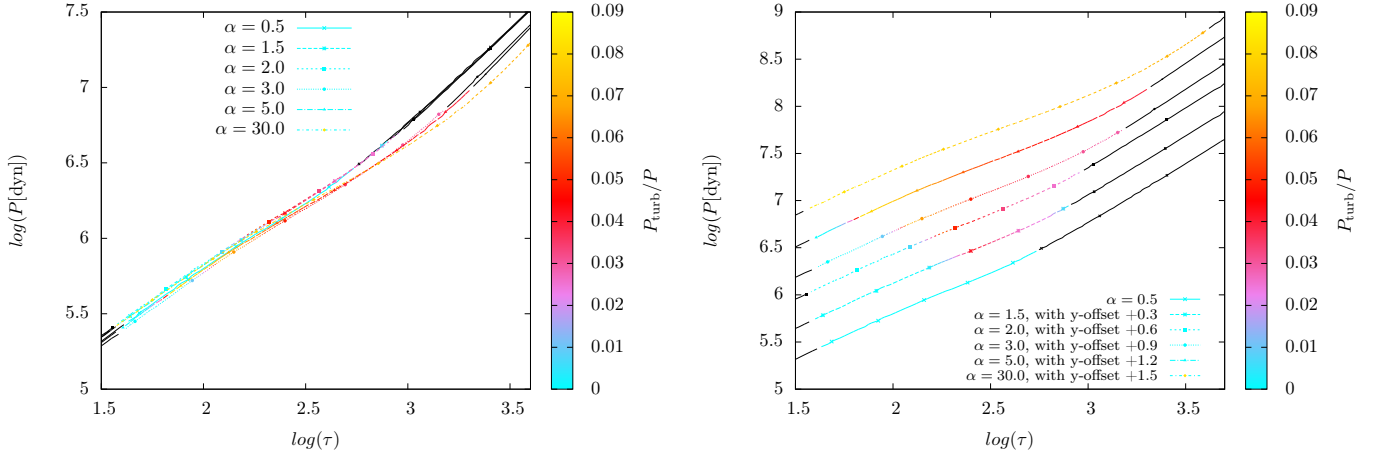 7.5
7
6.5
6
5.5
5
log(P[dyn])
1.5 2 2.5 3 3.5
log(τ)
α = 0.5
α = 1.5
α = 2.0
α = 3.0
α = 5.0
α = 30.0
0.09
0.08
0.07
0.06
0.05
0.04
0.03
0.02
0.01
0
P_turb/P
9
8.5
8
7.5
7
6.5
6
5.5
5
log(P[dyn])
1.5 2 2.5 3 3.5
log(τ)
α = 0.5
α = 1.5, with y-offset +0.3
α = 2.0, with y-offset +0.6
α = 3.0, with y-offset +0.9
α = 5.0, with y-offset +1.2
α = 30.0, with y-offset +1.5
0.09
0.08
0.07
0.06
0.05
0.04
0.03
0.02
0.01
0
P_turb/P